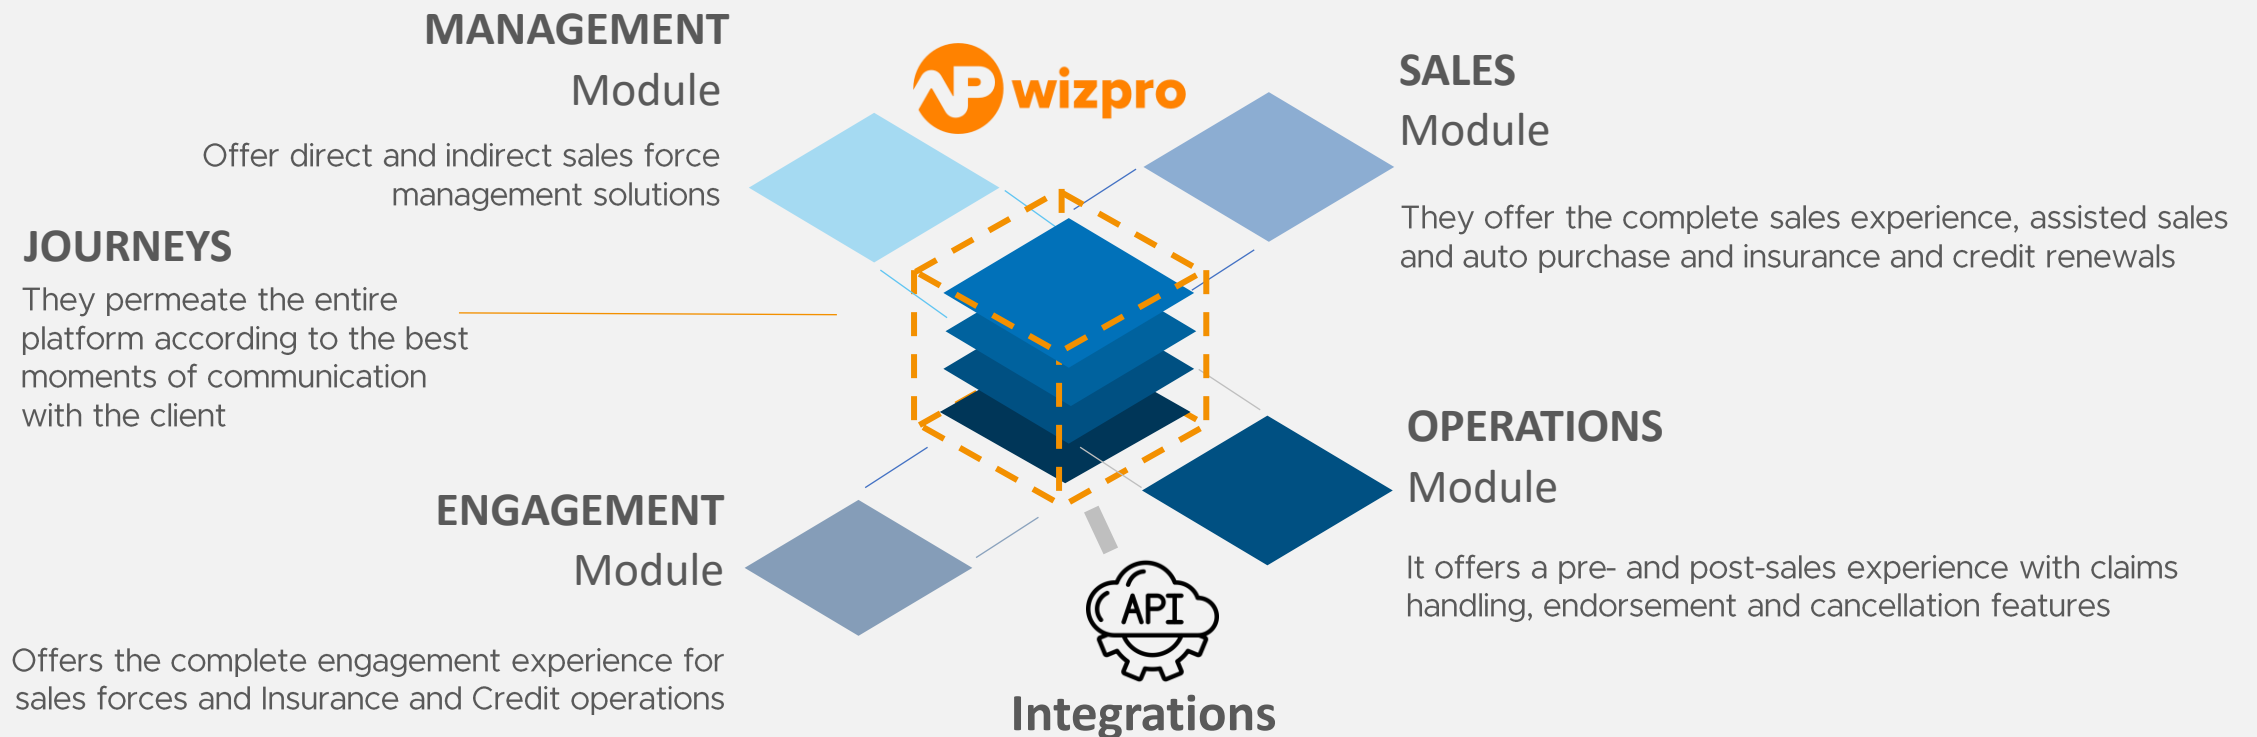 MANAGEMENT
Module
Offer direct and indirect sales force
management solutions
wizpro
SALES
Module
They offer the complete sales experience, assisted sales
and auto purchase and insurance and credit renewals
JOURNEYS
They permeate the entire
platform according to the best
moments of communication
with the client
ENGAGEMENT
Module
Offers the complete engagement experience for
sales forces and Insurance and Credit operations
OPERATIONS
Module
It offers a pre- and post-sales experience with claims
handling, endorsement and cancellation features
API
Integrations